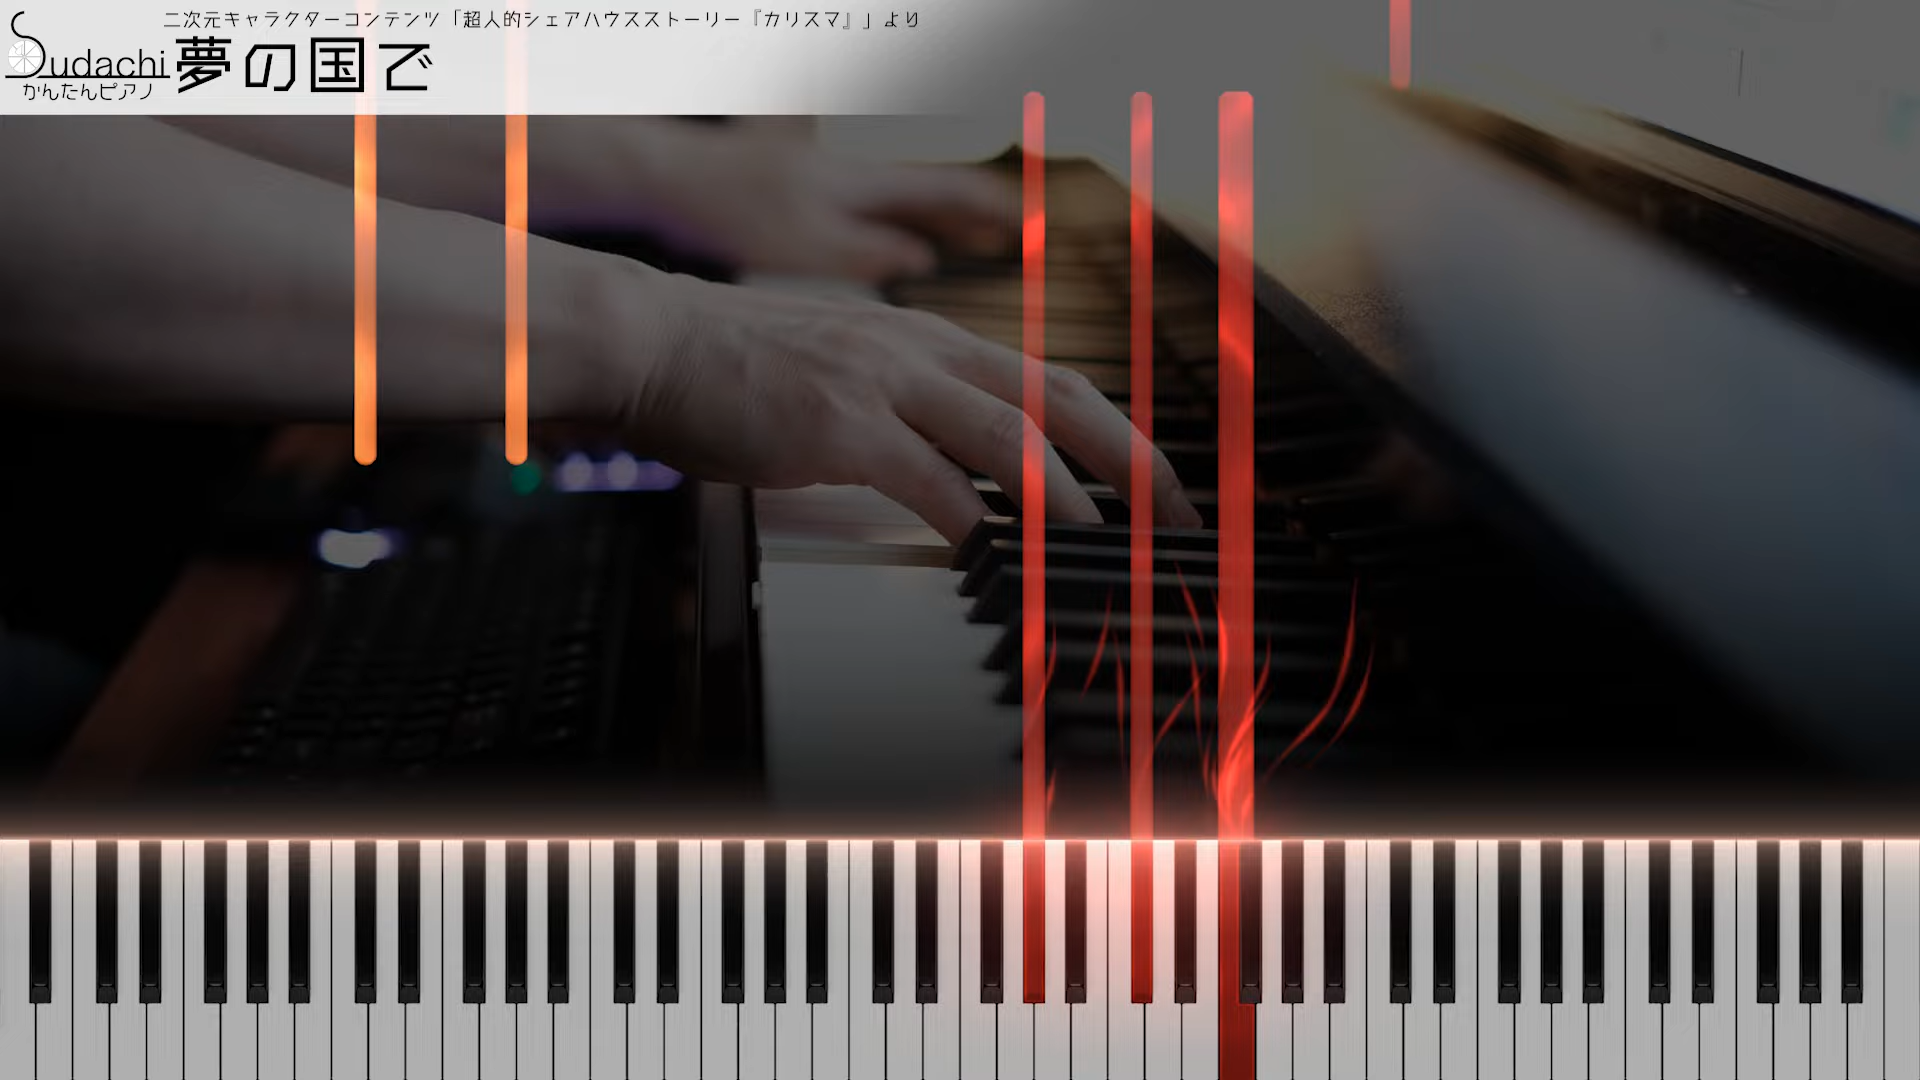 二次元キャラクターコンテンツ「超人的シェアハウスストーリー『カリスマ』」より
Sudachi
かんたんピアノ
夢の国で